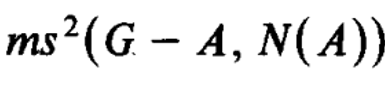 ms²(G − A, N(A))